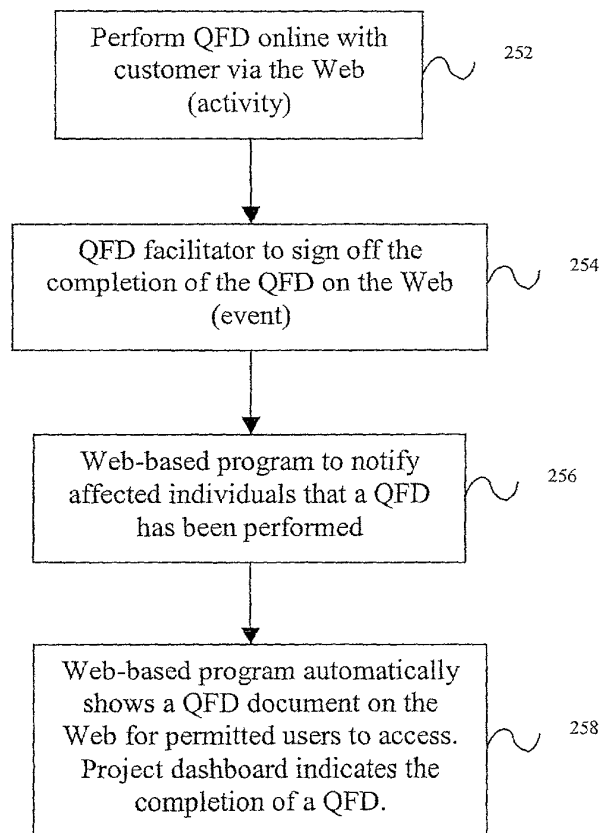 Perform QFD online with
customer via the Web
(activity)
252
QFD facilitator to sign off the
completion of the QFD on the Web
(event)
254
Web-based program to notify
affected individuals that a QFD
has been performed
256
Web-based program automatically
shows a QFD document on the
Web for permitted users to access.
Project dashboard indicates the
completion of a QFD.
258